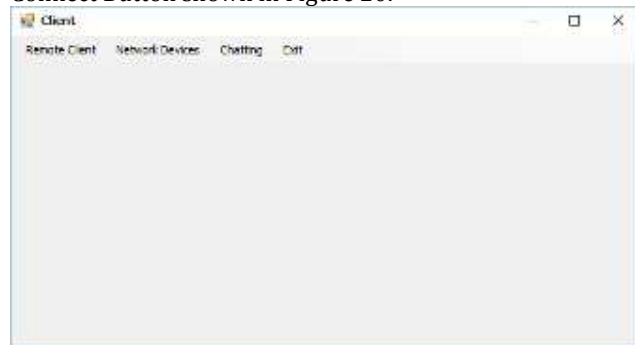 Connect Button shown in Figure 20.
Client
Remote Client Network Devices Chatting Exit